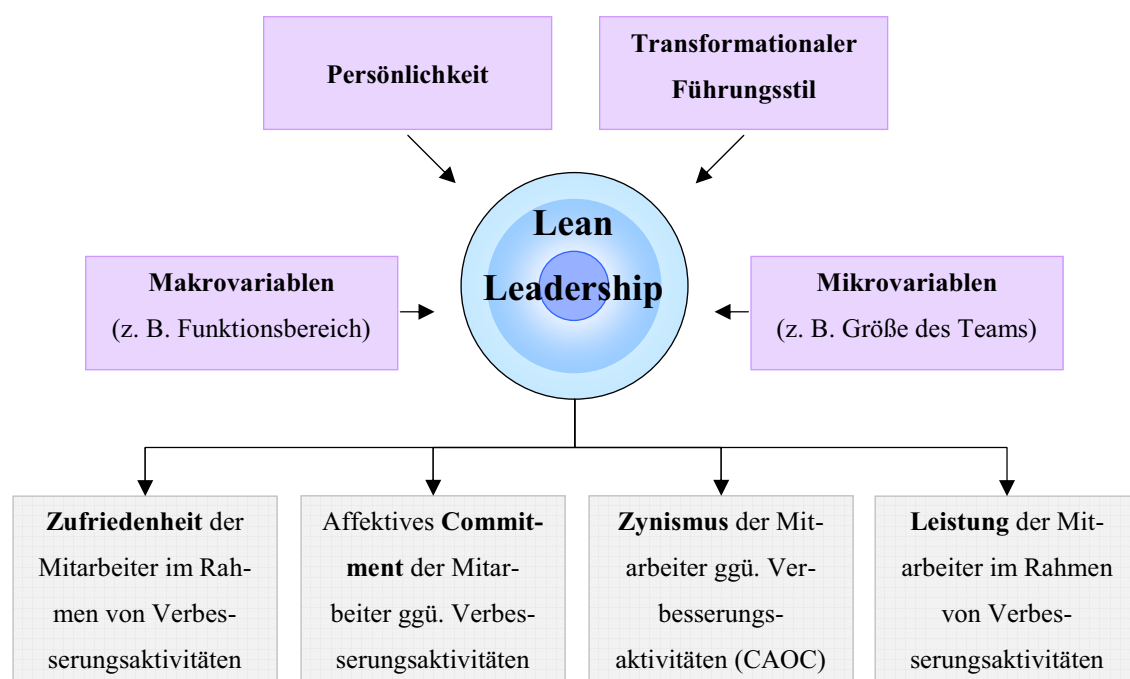 Persönlichkeit
Transformationaler
Führungsstil
Lean
Leadership
Makrovariablen
(z. B. Funktionsbereich)
Mikrovariablen
(z. B. Größe des Teams)
Zufriedenheit der
Mitarbeiter im Rah-
men von Verbes-
serungsaktivitäten
Affektives Commit-
ment der Mitar-
beiter ggü. Verbes-
serungsaktivitäten
Zynismus der Mit-
arbeiter ggü. Ver-
besserungs-
aktivitäten (CAOC)
Leistung der Mit-
arbeiter im Rahmen
von Verbes-
serungsaktivitäten